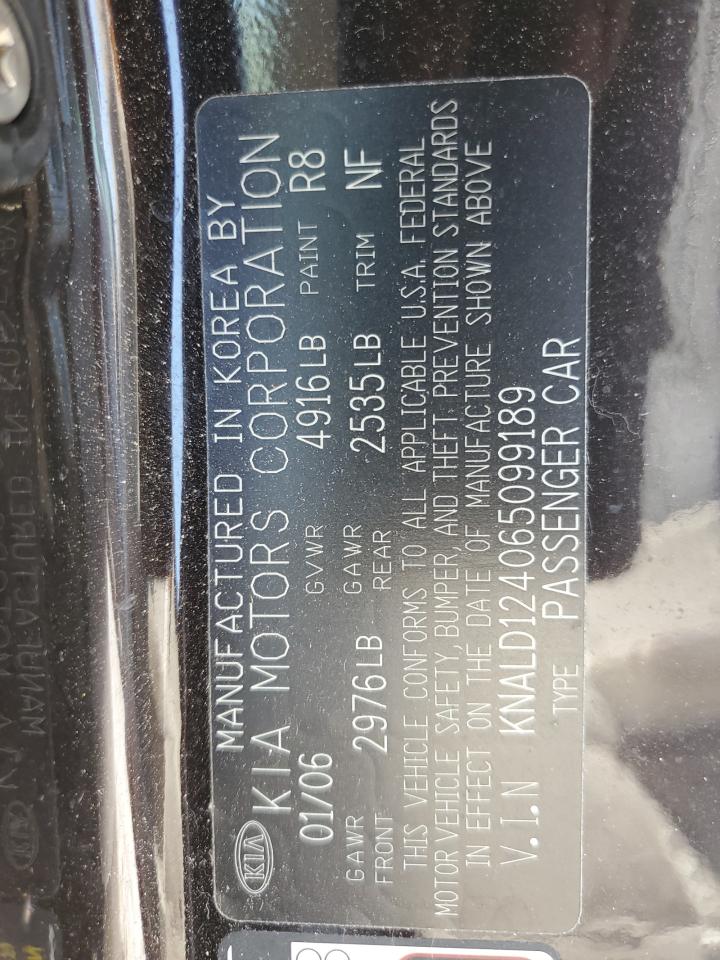 MANUFACTURED IN KOREA BY
KIA KIA MOTORS CORPORATION
01/06 GVWR 4916LB PAINT R8
GAWR FRONT 2976LB GAWR REAR 2535LB TRIM NF
THIS VEHICLE CONFORMS TO ALL APPLICABLE U.S.A. FEDERAL
MOTOR VEHICLE SAFETY, BUMPER, AND THEFT PREVENTION STANDARDS
IN EFFECT ON THE DATE OF MANUFACTURE SHOWN ABOVE
V.I.N KNALD124065099189
TYPE PASSENGER CAR